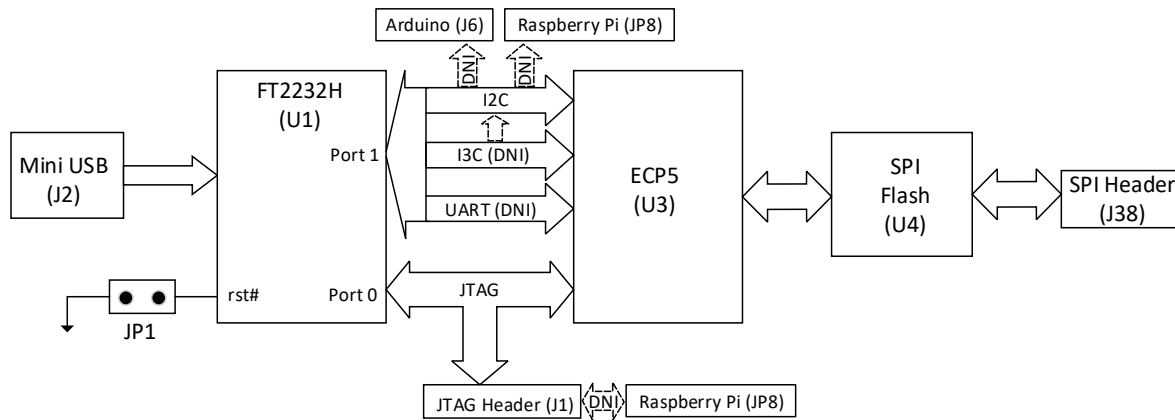 Arduino (J6)
Raspberry Pi (JP8)
DNI
DNI
FT2232H
(U1)
I2C
Port 1
I3C (DNI)
UART (DNI)
Mini USB
(J2)
ECP5
(U3)
SPI
Flash
(U4)
SPI Header
(J38)
rst#
Port 0
JTAG
JP1
JTAG Header (J1)
DNI
Raspberry Pi (JP8)